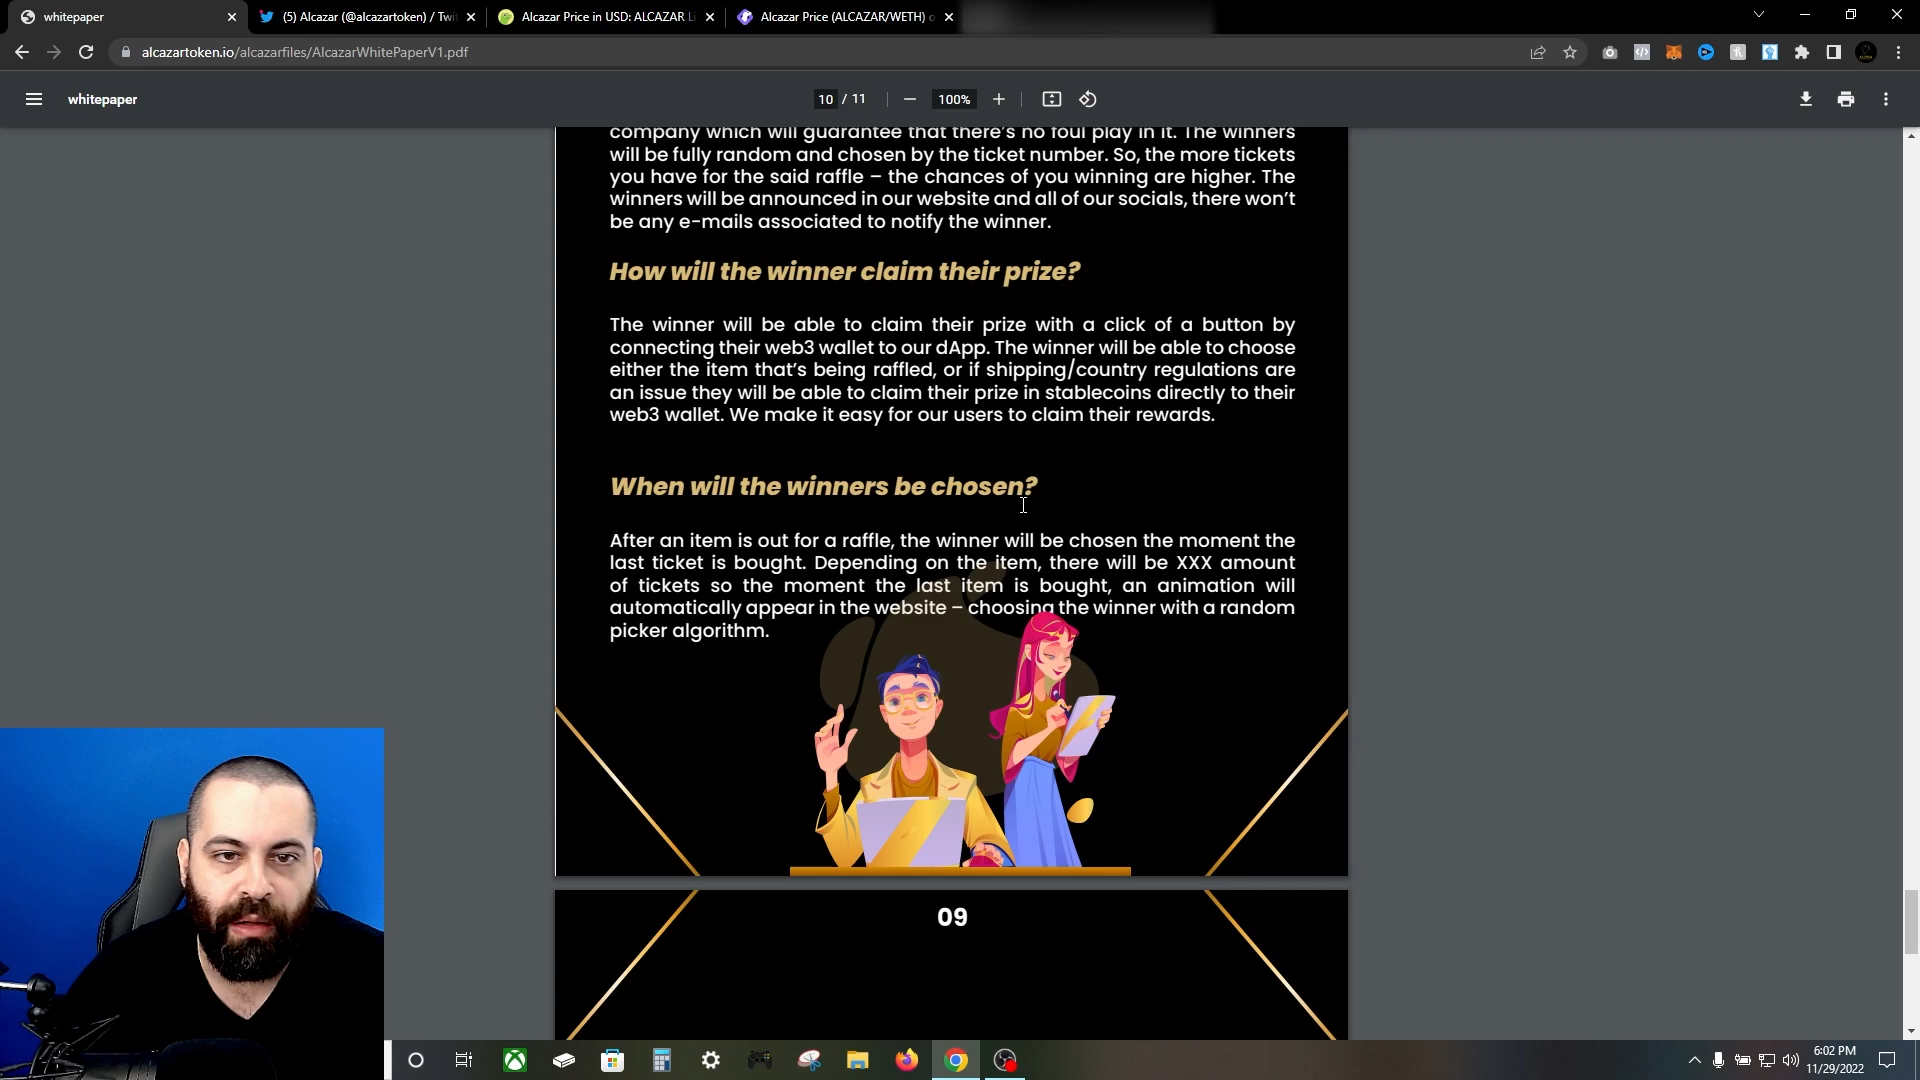 whitepaper
(5) Alcazar (@alcazartoken) / Twit
Alcazar Price in USD: ALCAZAR Li
Alcazar Price (ALCAZAR/WETH) o
alcazartoken.io/alcazarfiles/AlcazarWhitePaperV1.pdf
whitepaper
10 / 11
100%
company which will guarantee that there's no foul play in it. The winners
will be fully random and chosen by the ticket number. So, the more tickets
you have for the said raffle – the chances of you winning are higher. The
winners will be announced in our website and all of our socials, there won't
be any e-mails associated to notify the winner.
How will the winner claim their prize?
The winner will be able to claim their prize with a click of a button by
connecting their web3 wallet to our dApp. The winner will be able to choose
either the item that's being raffled, or if shipping/country regulations are
an issue they will be able to claim their prize in stablecoins directly to their
web3 wallet. We make it easy for our users to claim their rewards.
When will the winners be chosen?
After an item is out for a raffle, the winner will be chosen the moment the
last ticket is bought. Depending on the item, there will be XXX amount
of tickets so the moment the last item is bought, an animation will
automatically appear in the website – choosing the winner with a random
picker algorithm.
09
6:02 PM
11/29/2022